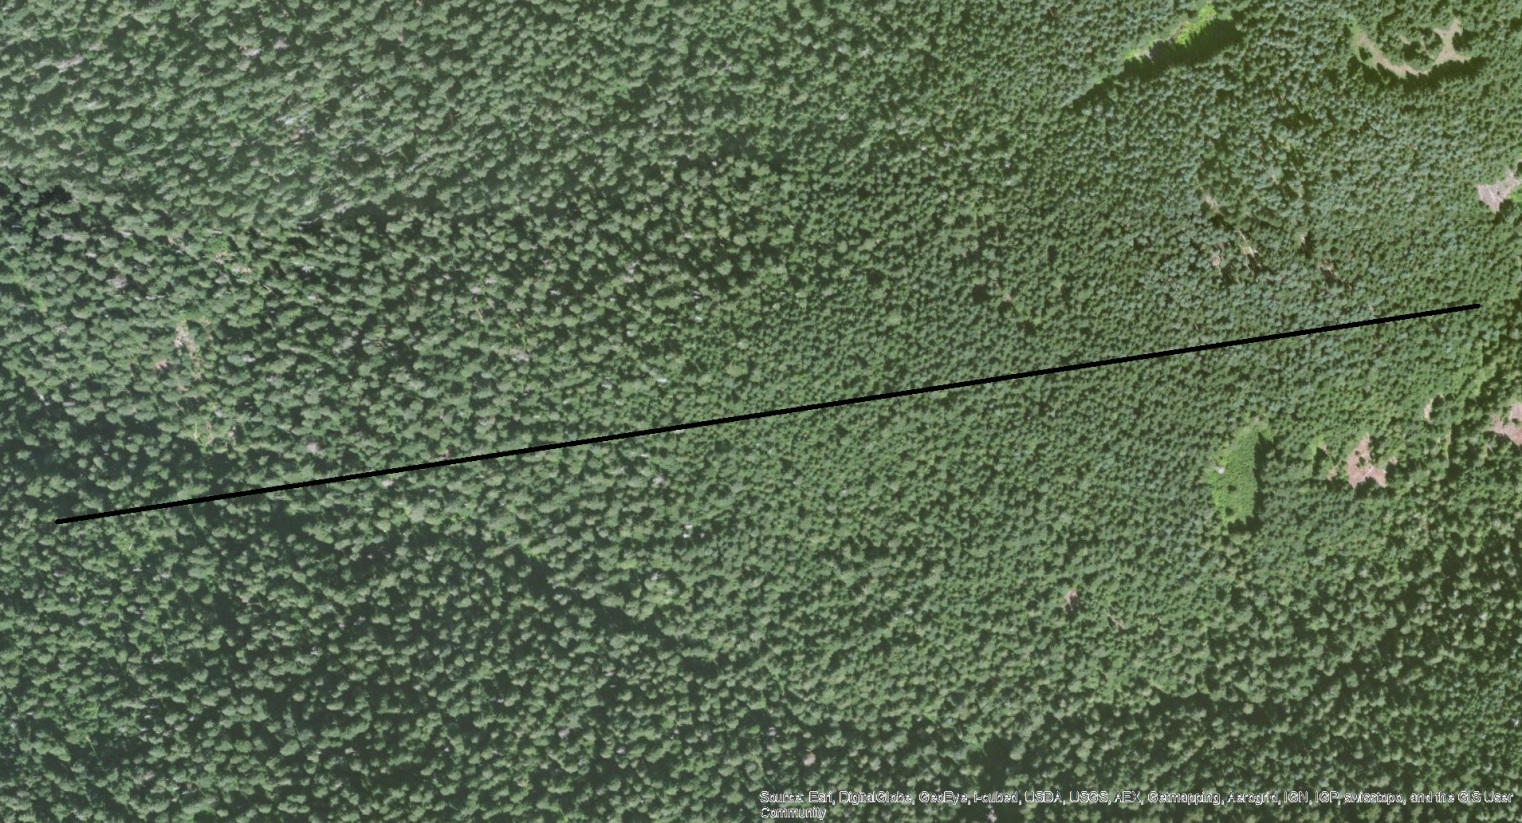 Source: Esri, DigitalGlobe, GeoEye, i-cubed, USDA, USGS, AEX, Getmapping, Aerogrid, IGN, IGP, swisstopo, and the GIS User
Community